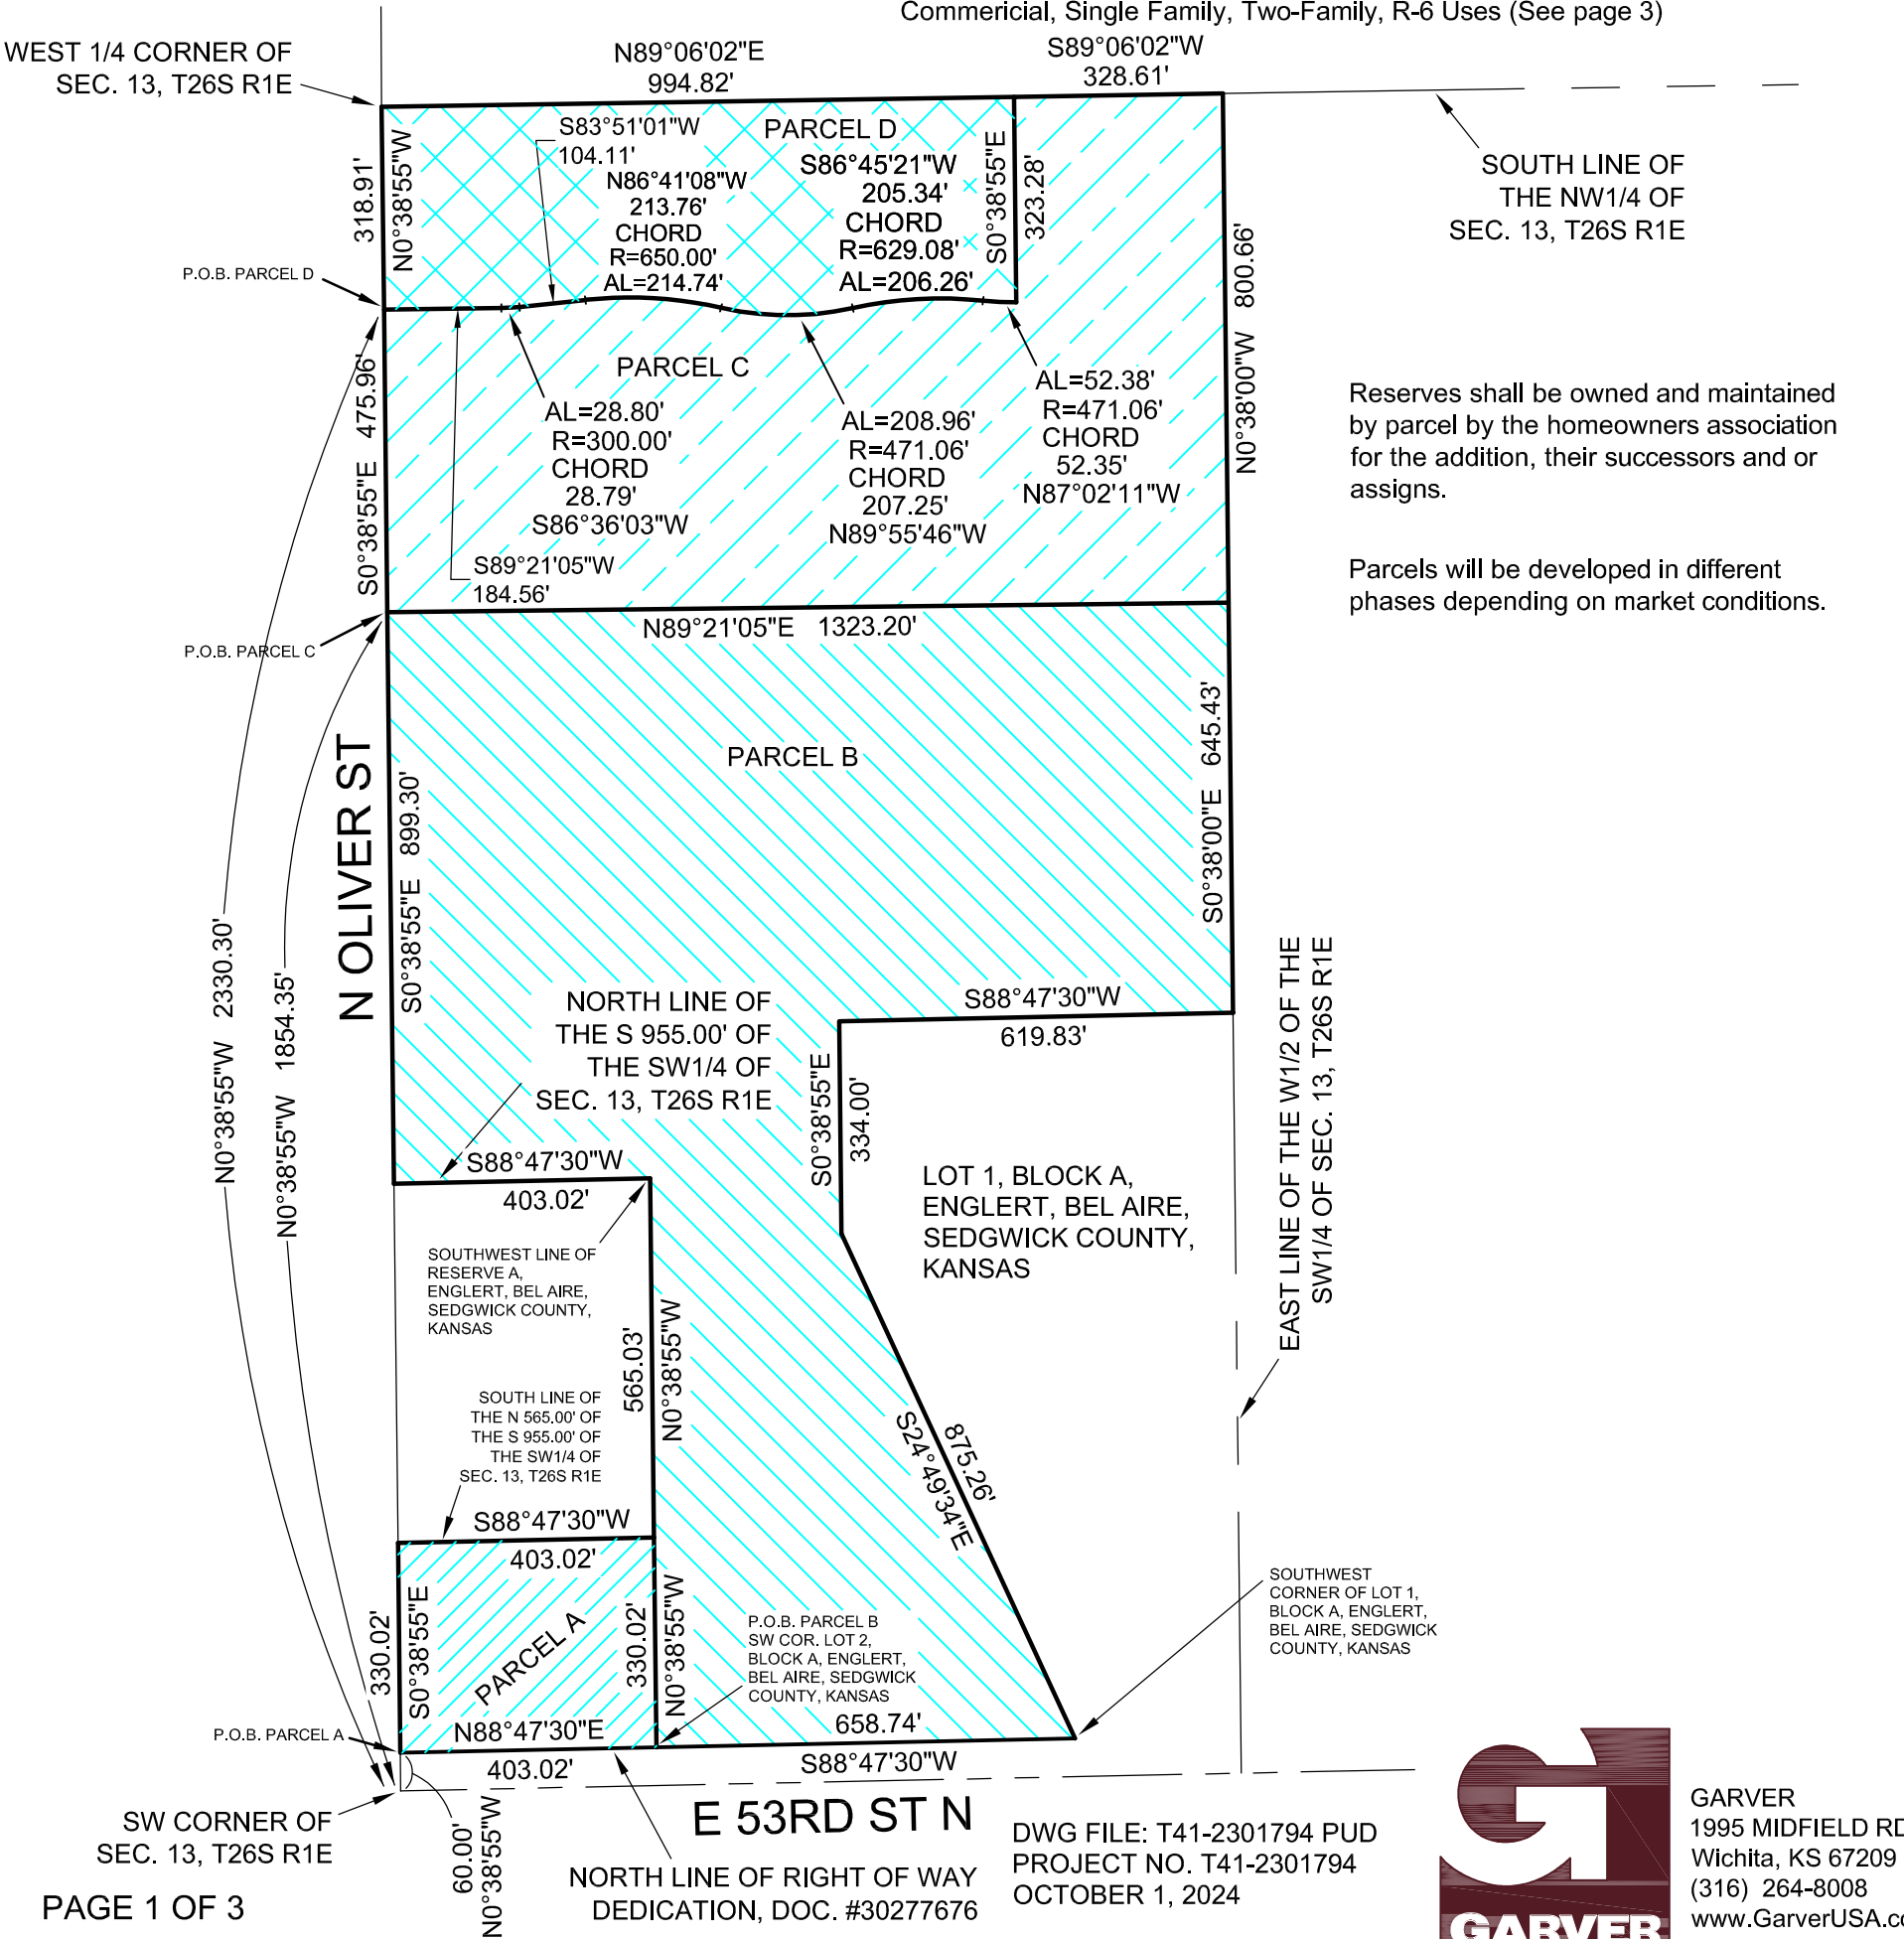 Commericial, Single Family, Two-Family, R-6 Uses (See page 3)
WEST 1/4 CORNER OF
SEC. 13, T26S R1E
N89°06'02"E
994.82'
S89°06'02"W
328.61'
SOUTH LINE OF
THE NW1/4 OF
SEC. 13, T26S R1E
318.91'
N0°38'55"W
S83°51'01"W
104.11'
PARCEL D
N86°41'08"W
213.76'
CHORD
R=650.00'
AL=214.74'
S86°45'21"W
205.34'
CHORD
R=629.08'
AL=206.26'
S0°38'55"E
323.28'
N0°38'00"W 800.66'
P.O.B. PARCEL D
S0°38'55"E 475.96'
PARCEL C
AL=28.80'
R=300.00'
CHORD
28.79'
S86°36'03"W
AL=208.96'
R=471.06'
CHORD
207.25'
N89°55'46"W
AL=52.38'
R=471.06'
CHORD
52.35'
N87°02'11"W
S89°21'05"W
184.56'
Reserves shall be owned and maintained
by parcel by the homeowners association
for the addition, their successors and or
assigns.
Parcels will be developed in different
phases depending on market conditions.
P.O.B. PARCEL C
N89°21'05"E 1323.20'
PARCEL B
N OLIVER ST
S0°38'55"E 899.30'
S0°38'00"E 645.43'
N0°38'55"W 2330.30'
N0°38'55"W 1854.35'
NORTH LINE OF
THE S 955.00' OF
THE SW1/4 OF
SEC. 13, T26S R1E
S88°47'30"W
619.83'
S0°38'55"E
334.00'
EAST LINE OF THE W1/2 OF THE
SW1/4 OF SEC. 13, T26S R1E
S88°47'30"W
403.02'
LOT 1, BLOCK A,
ENGLERT, BEL AIRE,
SEDGWICK COUNTY,
KANSAS
SOUTHWEST LINE OF
RESERVE A,
ENGLERT, BEL AIRE,
SEDGWICK COUNTY,
KANSAS
565.03'
N0°38'55"W
SOUTH LINE OF
THE N 565.00' OF
THE S 955.00' OF
THE SW1/4 OF
SEC. 13, T26S R1E
875.26'
S24°49'34"E
S88°47'30"W
403.02'
330.02'
S0°38'55"E
PARCEL A
330.02'
N0°38'55"W
P.O.B. PARCEL B
SW COR. LOT 2,
BLOCK A, ENGLERT,
BEL AIRE, SEDGWICK
COUNTY, KANSAS
SOUTHWEST
CORNER OF LOT 1,
BLOCK A, ENGLERT,
BEL AIRE, SEDGWICK
COUNTY, KANSAS
P.O.B. PARCEL A
N88°47'30"E
403.02'
658.74'
S88°47'30"W
SW CORNER OF
SEC. 13, T26S R1E
60.00'
N0°38'55"W
E 53RD ST N
NORTH LINE OF RIGHT OF WAY
DEDICATION, DOC. #30277676
DWG FILE: T41-2301794 PUD
PROJECT NO. T41-2301794
OCTOBER 1, 2024
PAGE 1 OF 3
GARVER
GARVER
1995 MIDFIELD RD
Wichita, KS 67209
(316) 264-8008
www.GarverUSA.co